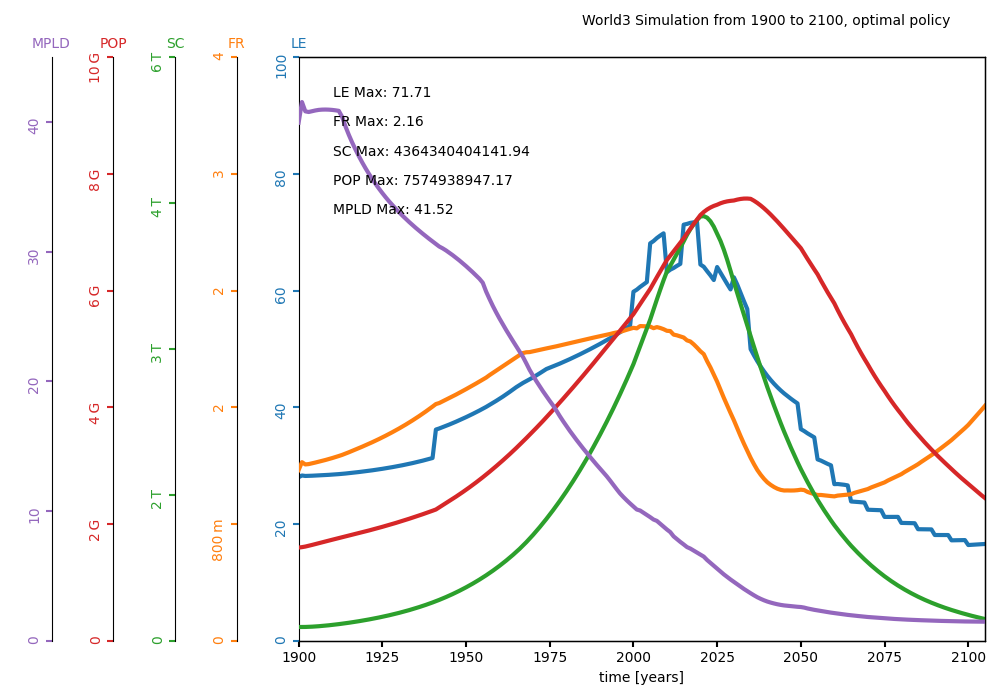 World3 Simulation from 1900 to 2100, optimal policy
MPLD POP SC FR LE
LE Max: 71.71
FR Max: 2.16
SC Max: 4364340404141.94
POP Max: 7574938947.17
MPLD Max: 41.52
0 10 20 30 40
0 2 G 4 G 6 G 8 G 10 G
0 2 T 3 T 4 T 6 T
0 800 m 2 2 3 4
0 20 40 60 80 100
1900 1925 1950 1975 2000 2025 2050 2075 2100
time [years]